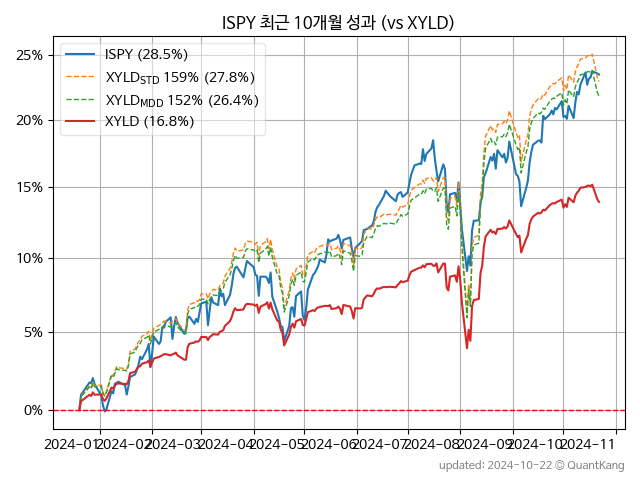 ISPY 최근 10개월 성과 (vs XYLD)
ISPY (28.5%)
XYLD_STD 159% (27.8%)
XYLD_MDD 152% (26.4%)
XYLD (16.8%)
25%
20%
15%
10%
5%
0%
2024-01 2024-02 2024-03 2024-04 2024-05 2024-06 2024-07 2024-08 2024-09 2024-10 2024-11
updated: 2024-10-22 © QuantKang